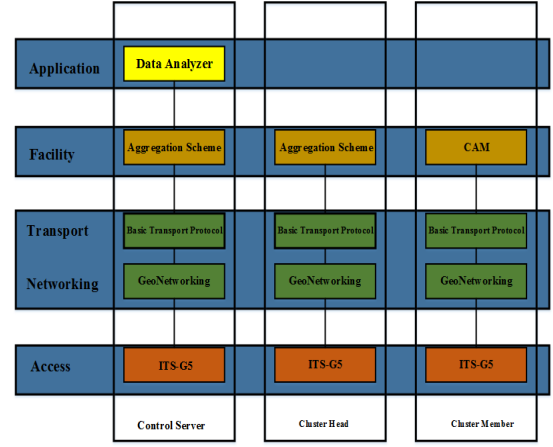 Application
Data Analyzer
Facility
Aggregation Scheme
Aggregation Scheme
CAM
Transport
Basic Transport Protocol
Basic Transport Protocol
Basic Transport Protocol
Networking
GeoNetworking
GeoNetworking
GeoNetworking
Access
ITS-G5
ITS-G5
ITS-G5
Control Server
Cluster Head
Cluster Member